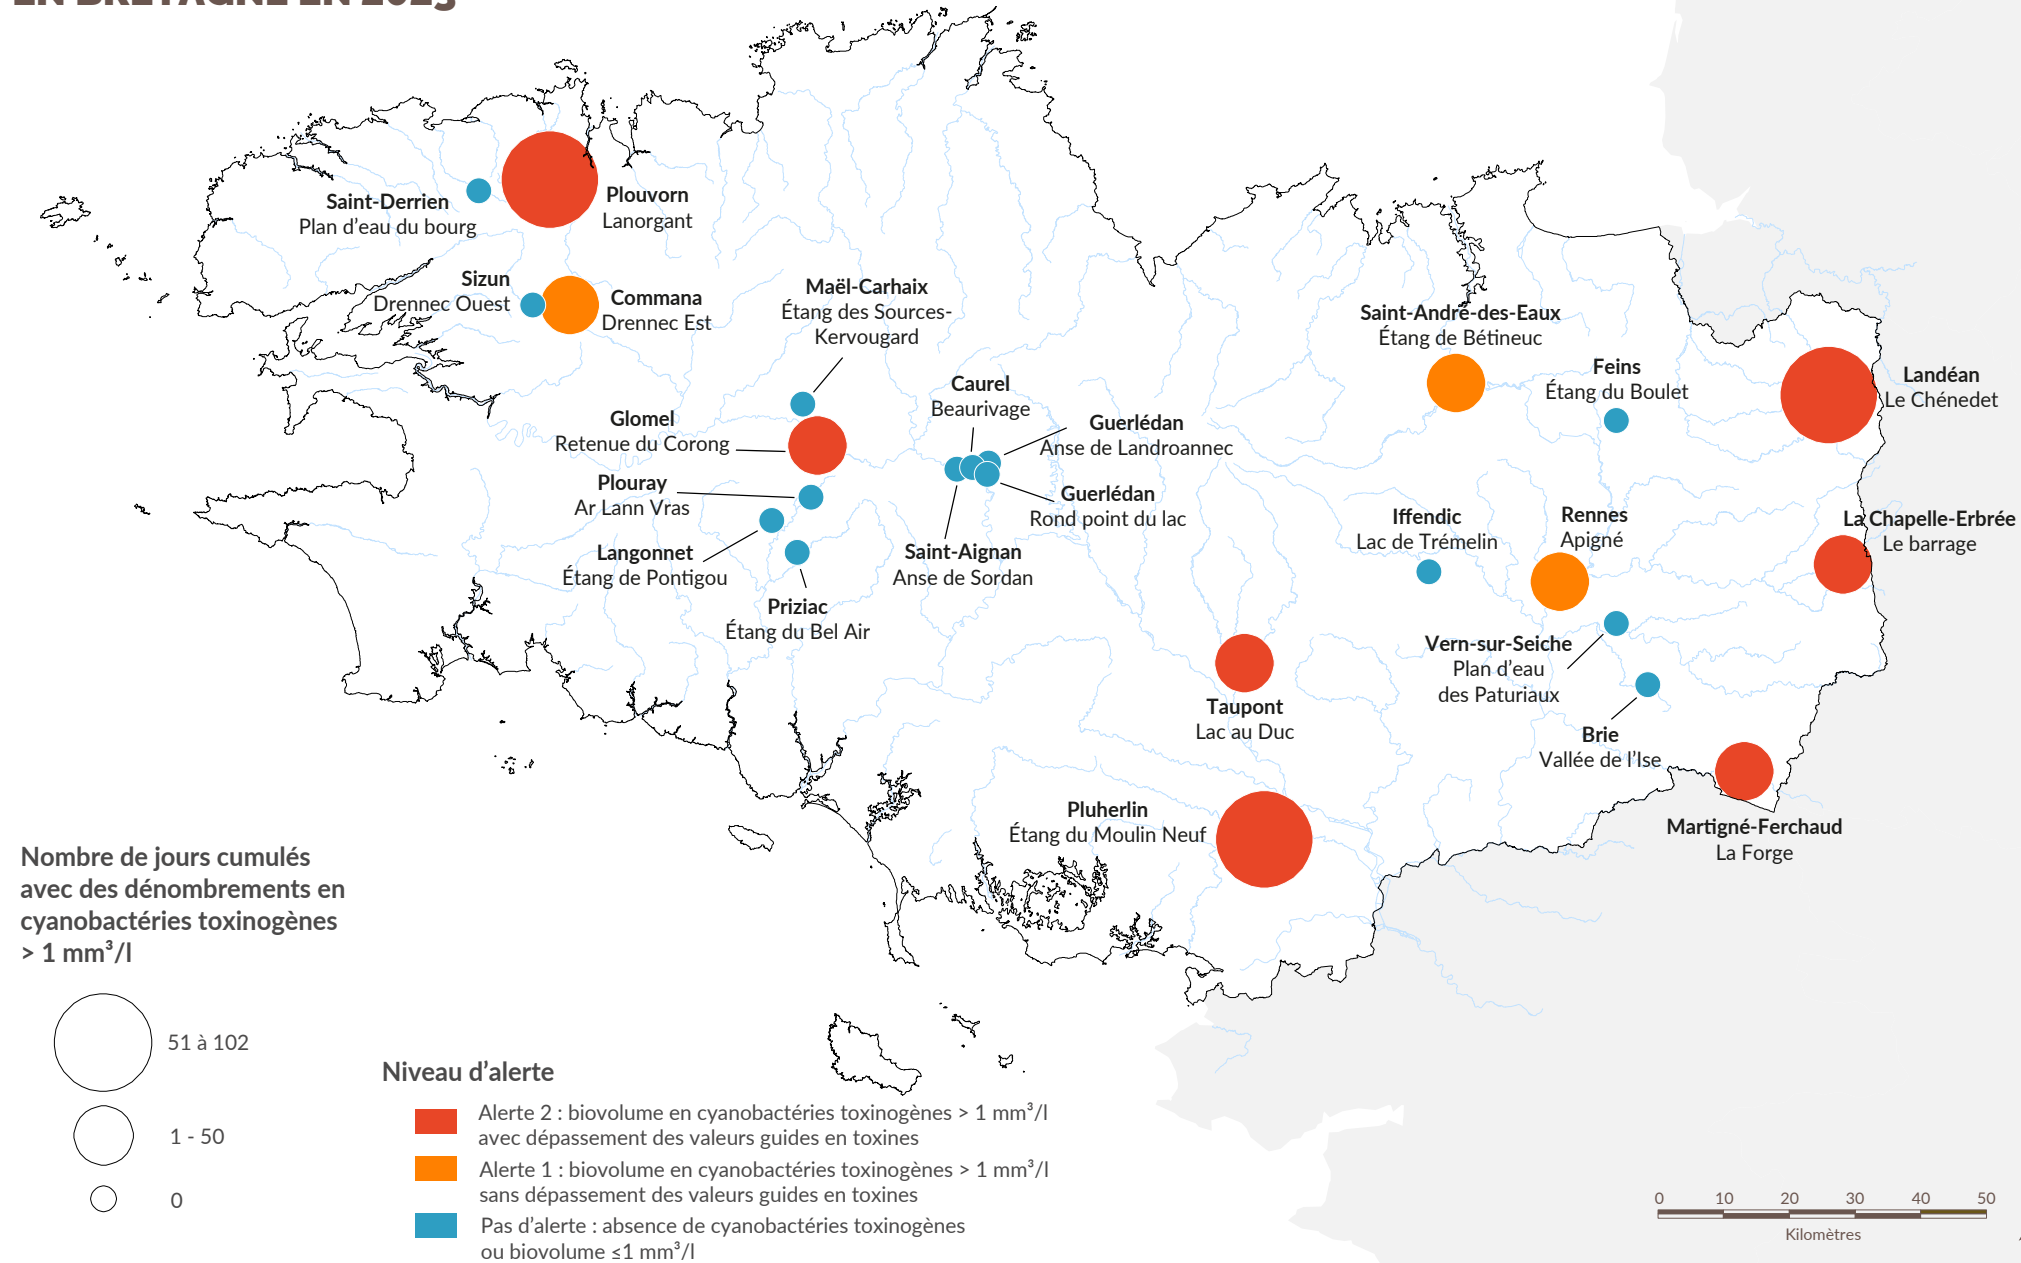 EN BRETAGNE EN 2023
Saint-Derrien
Plan d'eau du bourg
Plouvorn
Lanorgant
Sizun
Drennec Ouest
Commana
Drennec Est
Maël-Carhaix
Étang des Sources-
Kervougard
Glomel
Retenue du Corong
Plouray
Ar Lann Vras
Langonnet
Étang de Pontigou
Priziac
Étang du Bel Air
Caurel
Beaurivage
Guerlédan
Anse de Landroannec
Guerlédan
Rond point du lac
Saint-Aignan
Anse de Sordan
Saint-André-des-Eaux
Étang de Bétineuc
Feins
Étang du Boulet
Landéan
Le Chénedet
Iffendic
Lac de Trémelin
Rennes
Apigné
La Chapelle-Erbrée
Le barrage
Vern-sur-Seiche
Plan d'eau
des Paturiaux
Brie
Vallée de l'Ise
Taupont
Lac au Duc
Pluherlin
Étang du Moulin Neuf
Martigné-Ferchaud
La Forge
Nombre de jours cumulés
avec des dénombrements en
cyanobactéries toxinogènes
> 1 mm³/l
51 à 102
1 - 50
0
Niveau d'alerte
Alerte 2 : biovolume en cyanobactéries toxinogènes > 1 mm³/l
avec dépassement des valeurs guides en toxines
Alerte 1 : biovolume en cyanobactéries toxinogènes > 1 mm³/l
sans dépassement des valeurs guides en toxines
Pas d'alerte : absence de cyanobactéries toxinogènes
ou biovolume ≤1 mm³/l
0 10 20 30 40 50
Kilomètres